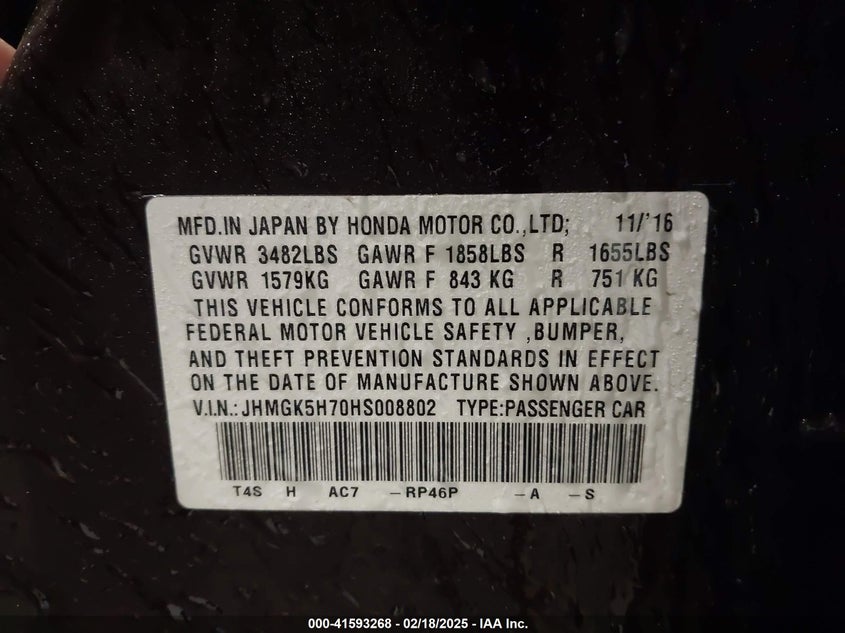 MFD.IN JAPAN BY HONDA MOTOR CO.,LTD; 11/'16
GVWR 3482LBS GAWR F 1858LBS R 1655LBS
GVWR 1579KG GAWR F 843 KG R 751 KG
THIS VEHICLE CONFORMS TO ALL APPLICABLE
FEDERAL MOTOR VEHICLE SAFETY ,BUMPER,
AND THEFT PREVENTION STANDARDS IN EFFECT
ON THE DATE OF MANUFACTURE SHOWN ABOVE.
V.I.N.: JHMGK5H70HS008802 TYPE:PASSENGER CAR
T4S H AC7 –RP46P –A –S
000-41593268 - 02/18/2025 - IAA Inc.